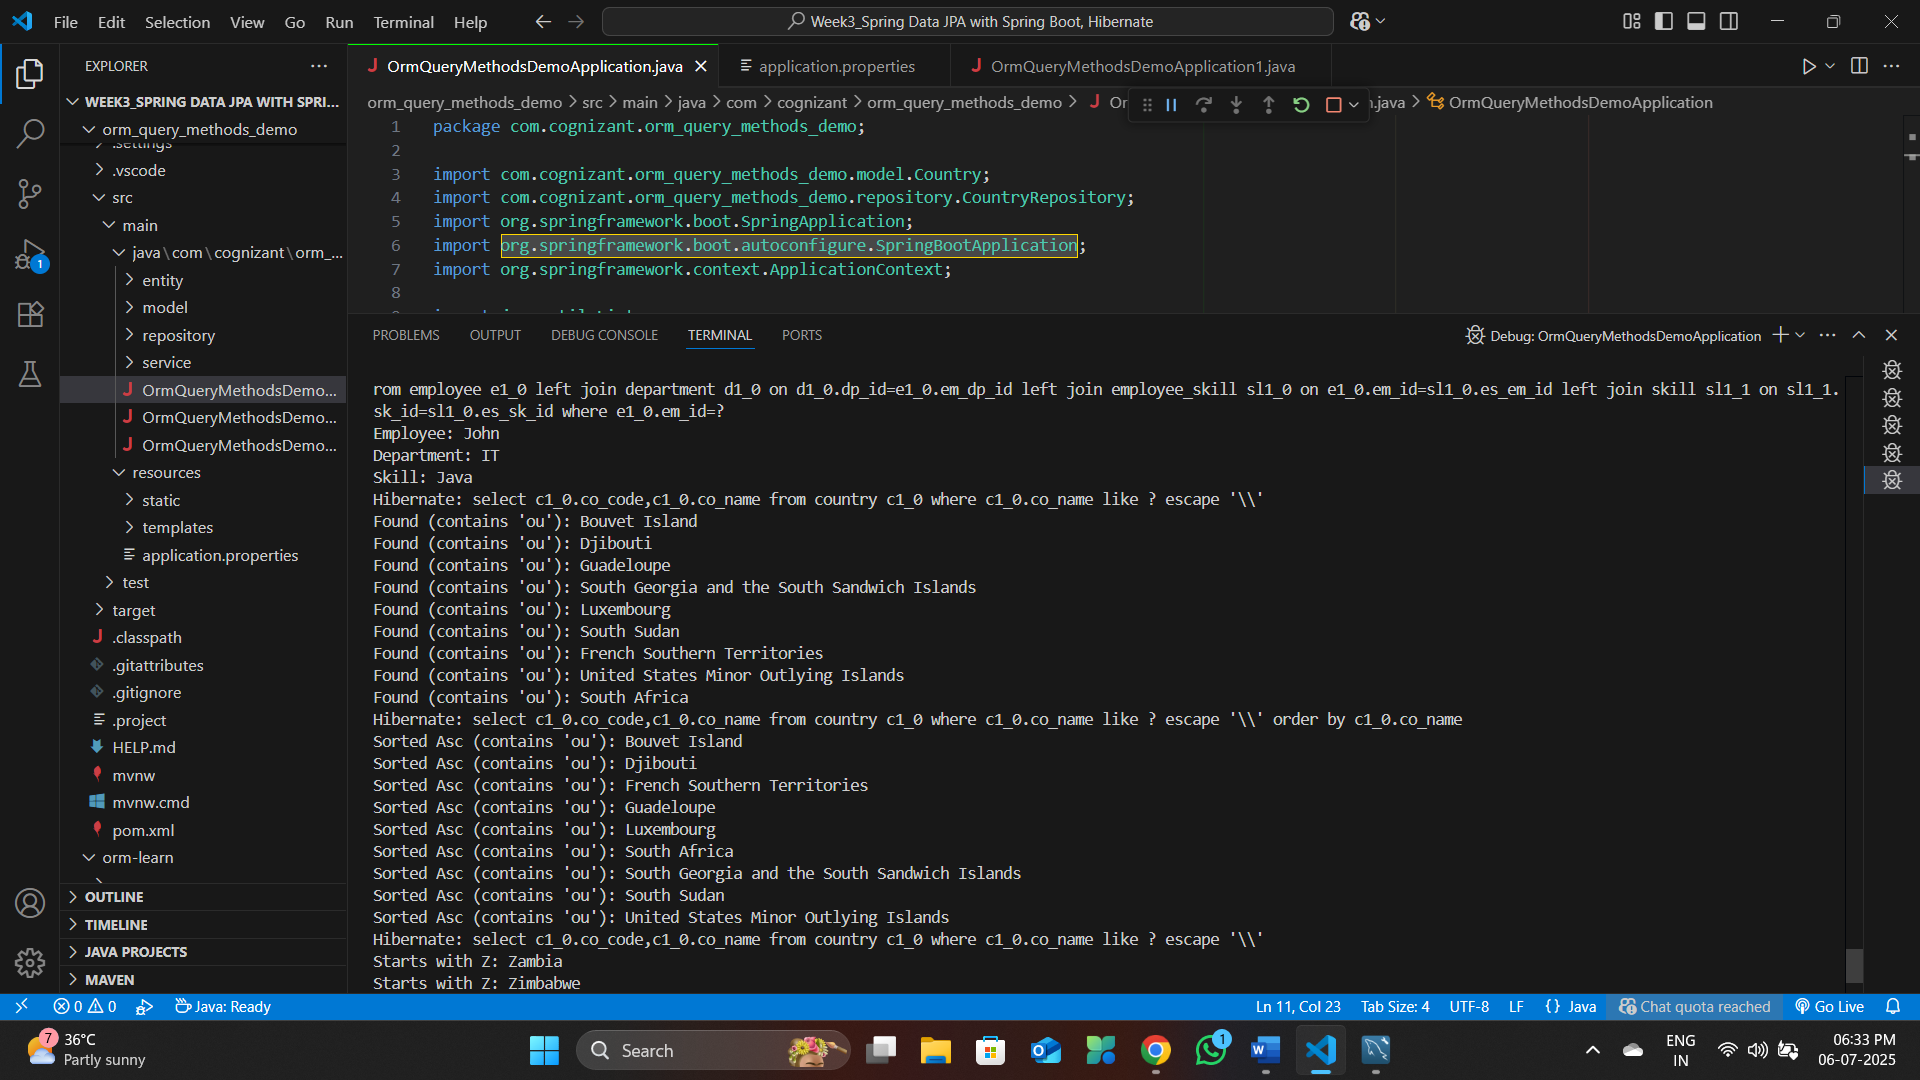 File Edit Selection View Go Run Terminal Help
Week3_Spring Data JPA with Spring Boot, Hibernate
EXPLORER
WEEK3_SPRING DATA JPA WITH SPRI...
orm_query_methods_demo
.settings
.vscode
src
main
java\com\cognizant\orm_...
entity
model
repository
service
OrmQueryMethodsDemo...
OrmQueryMethodsDemo...
OrmQueryMethodsDemo...
resources
static
templates
application.properties
test
target
.classpath
.gitattributes
.gitignore
.project
HELP.md
mvnw
mvnw.cmd
pom.xml
orm-learn
OUTLINE
TIMELINE
JAVA PROJECTS
MAVEN
1
OrmQueryMethodsDemoApplication.java
application.properties
OrmQueryMethodsDemoApplication1.java
orm_query_methods_demo > src > main > java > com > cognizant > orm_query_methods_demo > Or n.java > OrmQueryMethodsDemoApplication
1 package com.cognizant.orm_query_methods_demo;
2
3 import com.cognizant.orm_query_methods_demo.model.Country;
4 import com.cognizant.orm_query_methods_demo.repository.CountryRepository;
5 import org.springframework.boot.SpringApplication;
6 import org.springframework.boot.autoconfigure.SpringBootApplication;
7 import org.springframework.context.ApplicationContext;
8
PROBLEMS OUTPUT DEBUG CONSOLE TERMINAL PORTS
Debug: OrmQueryMethodsDemoApplication
rom employee e1_0 left join department d1_0 on d1_0.dp_id=e1_0.em_dp_id left join employee_skill sl1_0 on e1_0.em_id=sl1_0.es_em_id left join skill sl1_1 on sl1_1.
sk_id=sl1_0.es_sk_id where e1_0.em_id=?
Employee: John
Department: IT
Skill: Java
Hibernate: select c1_0.co_code,c1_0.co_name from country c1_0 where c1_0.co_name like ? escape '\\'
Found (contains 'ou'): Bouvet Island
Found (contains 'ou'): Djibouti
Found (contains 'ou'): Guadeloupe
Found (contains 'ou'): South Georgia and the South Sandwich Islands
Found (contains 'ou'): Luxembourg
Found (contains 'ou'): South Sudan
Found (contains 'ou'): French Southern Territories
Found (contains 'ou'): United States Minor Outlying Islands
Found (contains 'ou'): South Africa
Hibernate: select c1_0.co_code,c1_0.co_name from country c1_0 where c1_0.co_name like ? escape '\\' order by c1_0.co_name
Sorted Asc (contains 'ou'): Bouvet Island
Sorted Asc (contains 'ou'): Djibouti
Sorted Asc (contains 'ou'): French Southern Territories
Sorted Asc (contains 'ou'): Guadeloupe
Sorted Asc (contains 'ou'): Luxembourg
Sorted Asc (contains 'ou'): South Africa
Sorted Asc (contains 'ou'): South Georgia and the South Sandwich Islands
Sorted Asc (contains 'ou'): South Sudan
Sorted Asc (contains 'ou'): United States Minor Outlying Islands
Hibernate: select c1_0.co_code,c1_0.co_name from country c1_0 where c1_0.co_name like ? escape '\\'
Starts with Z: Zambia
Starts with Z: Zimbabwe
0 0 Java: Ready
Ln 11, Col 23 Tab Size: 4 UTF-8 LF {} Java Chat quota reached Go Live
7
36°C
Partly sunny
Search
1
ENG
IN
06:33 PM
06-07-2025